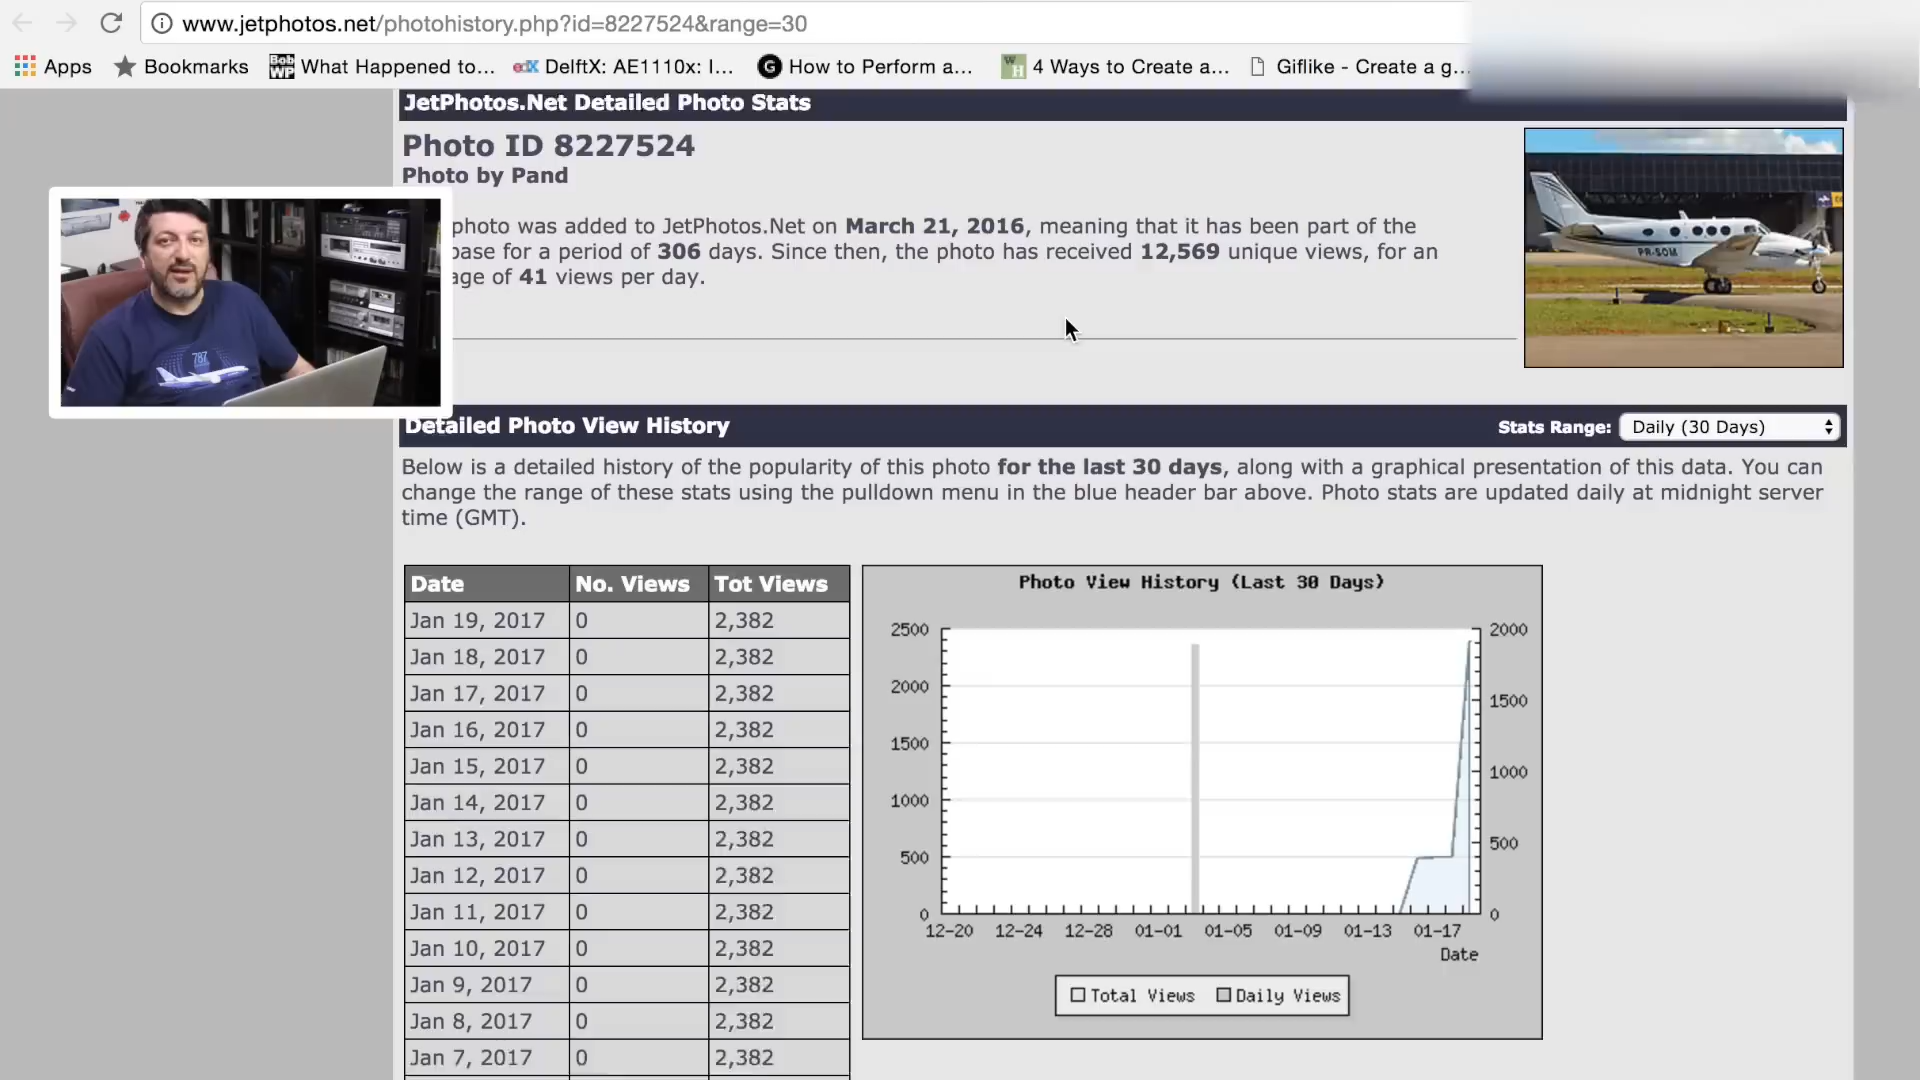 www.jetphotos.net/photohistory.php?id=8227524&range=30
Apps Bookmarks What Happened to... DelftX: AE1110x: I... How to Perform a... 4 Ways to Create a... Giflike - Create a g...
JetPhotos.Net Detailed Photo Stats
Photo ID 8227524
Photo by Pand
photo was added to JetPhotos.Net on March 21, 2016, meaning that it has been part of the
base for a period of 306 days. Since then, the photo has received 12,569 unique views, for an
age of 41 views per day.
PR-SOM
787
Detailed Photo View History
Stats Range: Daily (30 Days)
Below is a detailed history of the popularity of this photo for the last 30 days, along with a graphical presentation of this data. You can
change the range of these stats using the pulldown menu in the blue header bar above. Photo stats are updated daily at midnight server
time (GMT).
Date No. Views Tot Views
Jan 19, 2017 0 2,382
Jan 18, 2017 0 2,382
Jan 17, 2017 0 2,382
Jan 16, 2017 0 2,382
Jan 15, 2017 0 2,382
Jan 14, 2017 0 2,382
Jan 13, 2017 0 2,382
Jan 12, 2017 0 2,382
Jan 11, 2017 0 2,382
Jan 10, 2017 0 2,382
Jan 9, 2017 0 2,382
Jan 8, 2017 0 2,382
Jan 7, 2017 0 2,382
Photo View History (Last 30 Days)
2500 2000
2000 1500
1500 1000
1000 500
500 0
0
12-20 12-24 12-28 01-01 01-05 01-09 01-13 01-17
Date
Total Views Daily Views